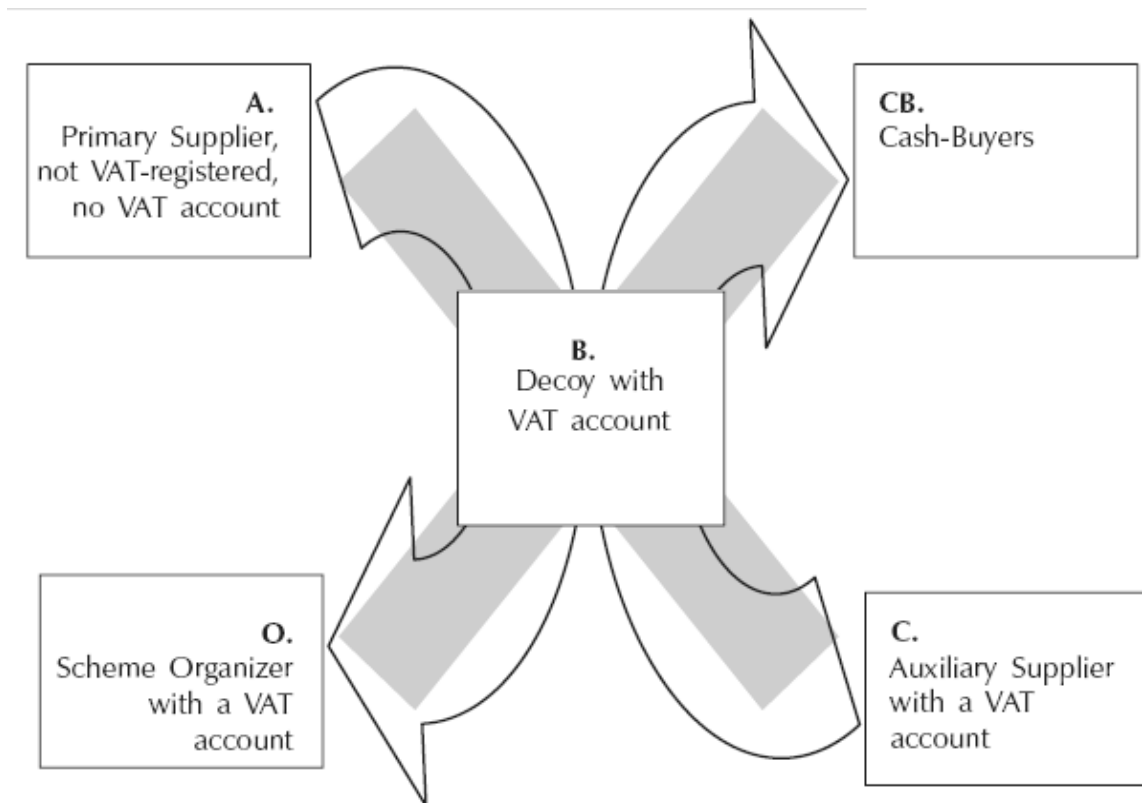 A.
Primary Supplier,
not VAT-registered,
no VAT account
CB.
Cash-Buyers
B.
Decoy with
VAT account
O.
Scheme Organizer
with a VAT
account
C.
Auxiliary Supplier
with a VAT
account